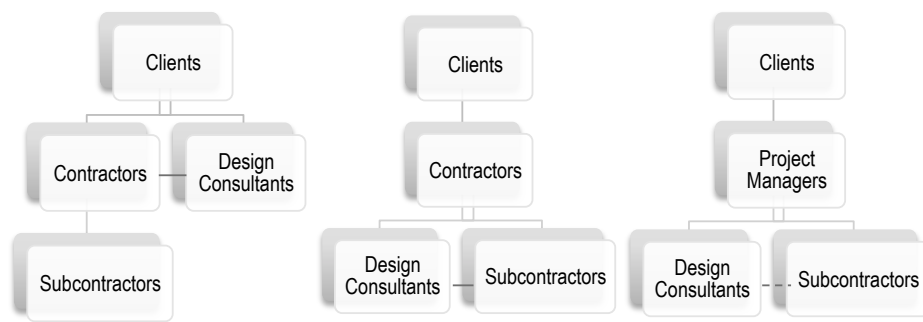 Clients
Contractors
Design
Consultants
Subcontractors
Clients
Contractors
Design
Consultants
Subcontractors
Clients
Project
Managers
Design
Consultants
Subcontractors